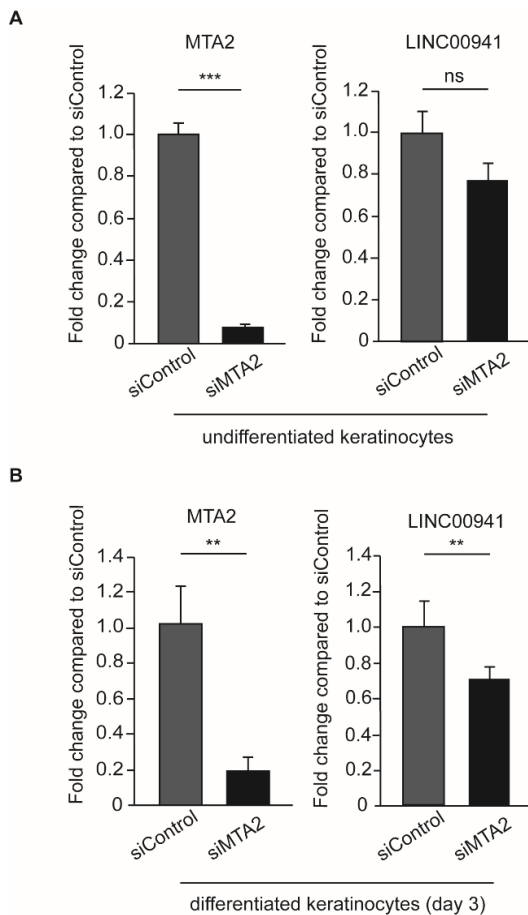 A
MTA2
LINC00941
Fold change compared to siControl
1.2
1.0
0.8
0.6
0.4
0.2
0
***
siControl
siMTA2
Fold change compared to siControl
1.2
1.0
0.8
0.6
0.4
0.2
0
ns
siControl
siMTA2
undifferentiated keratinocytes
B
MTA2
LINC00941
Fold change compared to siControl
1.4
1.2
1.0
0.8
0.6
0.4
0.2
0
**
siControl
siMTA2
Fold change compared to siControl
1.4
1.2
1.0
0.8
0.6
0.4
0.2
0
**
siControl
siMTA2
differentiated keratinocytes (day 3)